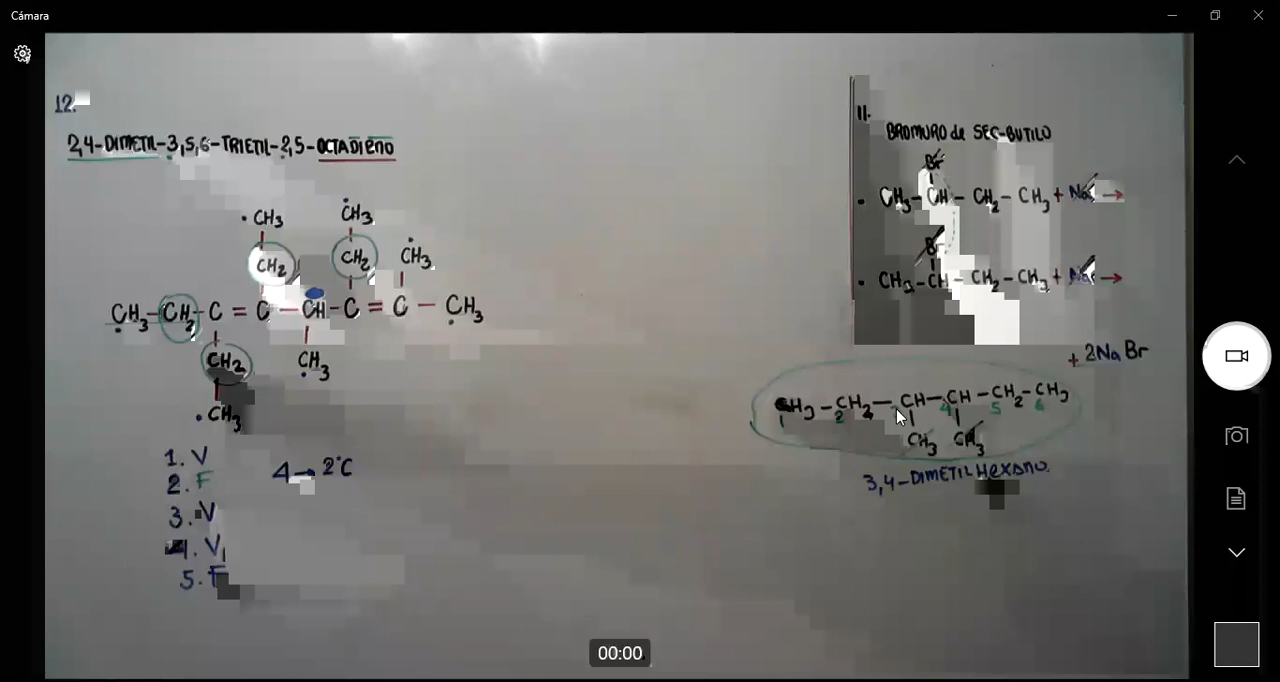 Cámara
12.
2,4-DIMETIL-3,5,6-TRIETIL-2,5-OCTADIENO
CH3 CH3
CH2 CH2 CH3
CH3-CH2-C = C - CH - C = C - CH3
CH2 CH3
CH3
1. V
2. F
3. V
4. V
5. F
4 → 2°C
11.
BROMURO de SEC-BUTILO
Br
CH3 - CH - CH2 - CH3 + Na →
Br
CH3 - CH - CH2 - CH3 + Na →
+ 2NaBr
CH3 - CH2 - CH - CH - CH2 - CH3
1 2 4 5 6
CH3 CH3
3,4-DIMETILHEXANO.
00:00